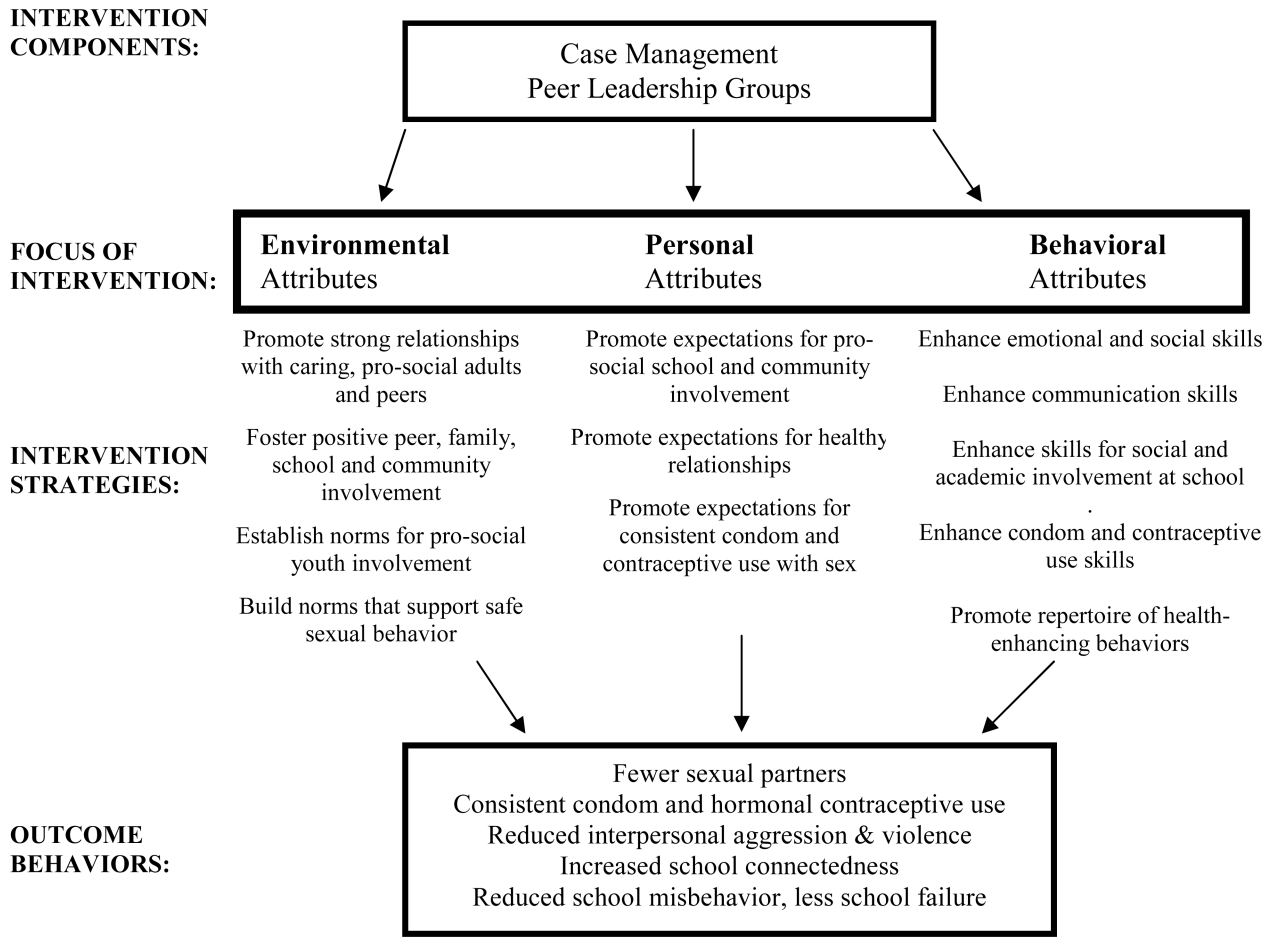 INTERVENTION
COMPONENTS:
Case Management
Peer Leadership Groups
FOCUS OF
INTERVENTION:
Environmental
Attributes
Personal
Attributes
Behavioral
Attributes
INTERVENTION
STRATEGIES:
Promote strong relationships
with caring, pro-social adults
and peers
Foster positive peer, family,
school and community
involvement
Establish norms for pro-social
youth involvement
Build norms that support safe
sexual behavior
Promote expectations for pro-
social school and community
involvement
Promote expectations for healthy
relationships
Promote expectations for
consistent condom and
contraceptive use with sex
Enhance emotional and social skills
Enhance communication skills
Enhance skills for social and
academic involvement at school
.
Enhance condom and contraceptive
use skills
Promote repertoire of health-
enhancing behaviors
OUTCOME
BEHAVIORS:
Fewer sexual partners
Consistent condom and hormonal contraceptive use
Reduced interpersonal aggression & violence
Increased school connectedness
Reduced school misbehavior, less school failure